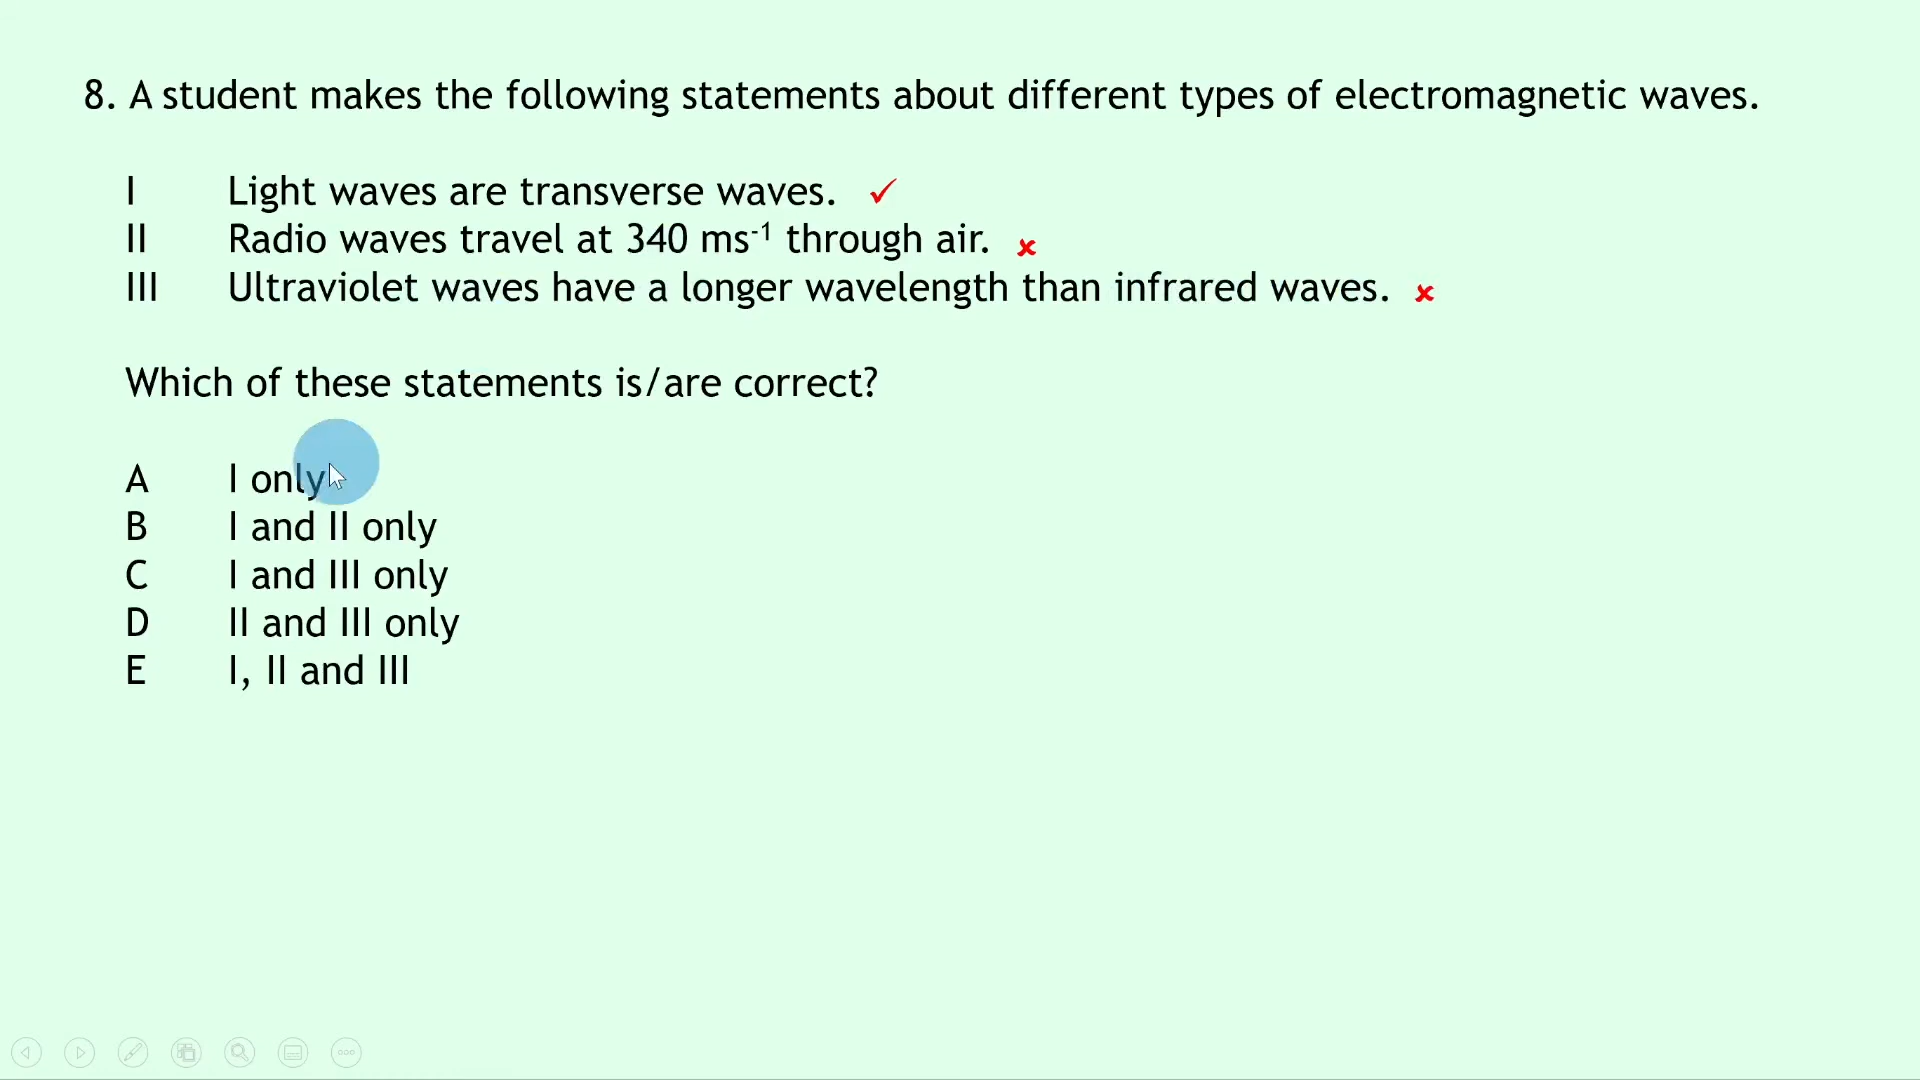 8. A student makes the following statements about different types of electromagnetic waves.
I Light waves are transverse waves. ✓
II Radio waves travel at 340 ms⁻¹ through air. ✘
III Ultraviolet waves have a longer wavelength than infrared waves. ✘
Which of these statements is/are correct?
A I only
B I and II only
C I and III only
D II and III only
E I, II and III